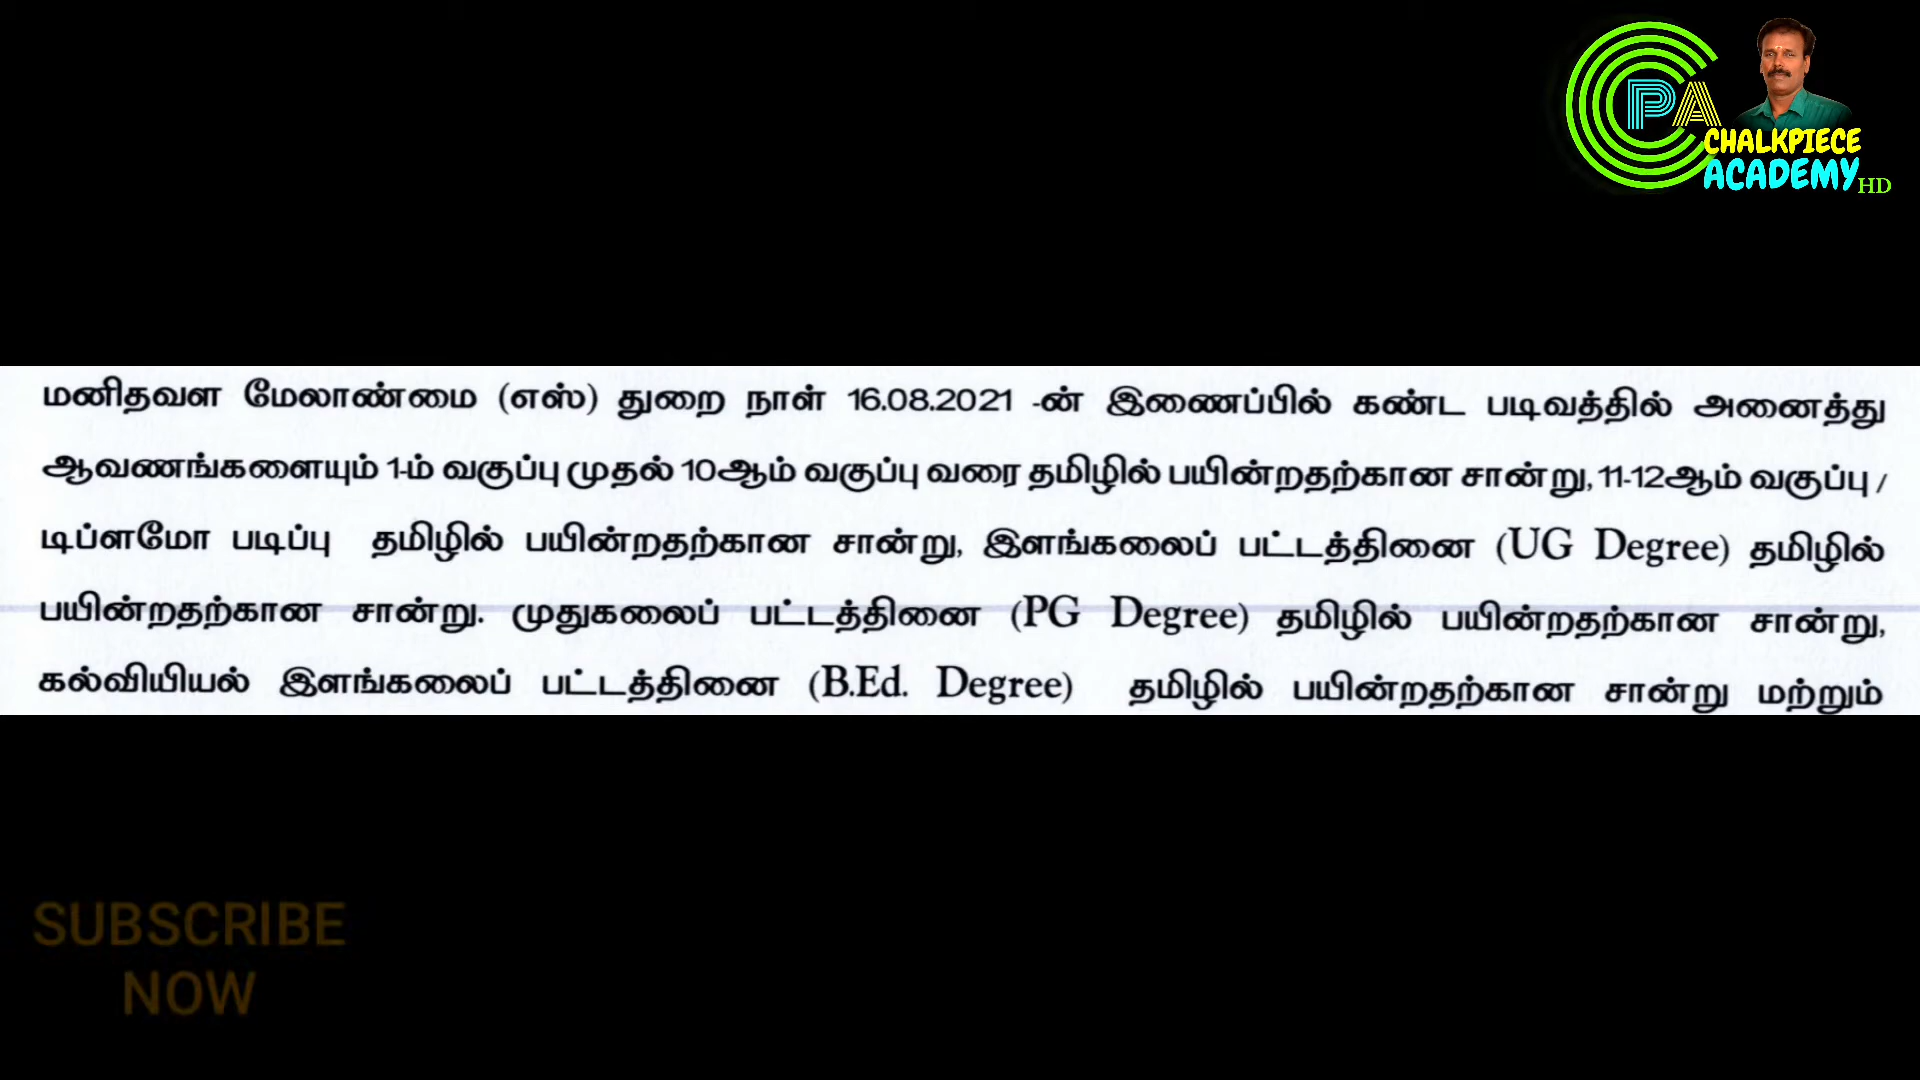 CPA
CHALKPIECE
ACADEMY HD
மனிதவள மேலாண்மை (எஸ்) துறை நாள் 16.08.2021 -ன் இணைப்பில் கண்ட படிவத்தில் அனைத்து
ஆவணங்களையும் 1-ம் வகுப்பு முதல் 10ஆம் வகுப்பு வரை தமிழில் பயின்றதற்கான சான்று, 11-12ஆம் வகுப்பு /
டிப்ளமோ படிப்பு தமிழில் பயின்றதற்கான சான்று, இளங்கலைப் பட்டத்தினை (UG Degree) தமிழில்
பயின்றதற்கான சான்று. முதுகலைப் பட்டத்தினை (PG Degree) தமிழில் பயின்றதற்கான சான்று,
கல்வியியல் இளங்கலைப் பட்டத்தினை (B.Ed. Degree) தமிழில் பயின்றதற்கான சான்று மற்றும்
SUBSCRIBE
NOW